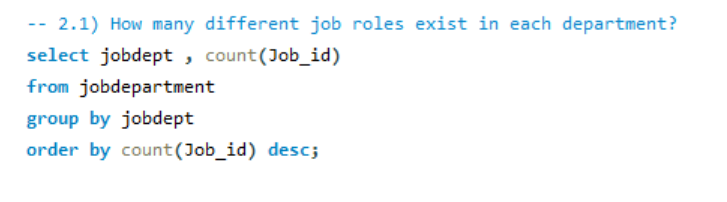 -- 2.1) How many different job roles exist in each department?
select jobdept , count(Job_id)
from jobdepartment
group by jobdept
order by count(Job_id) desc;